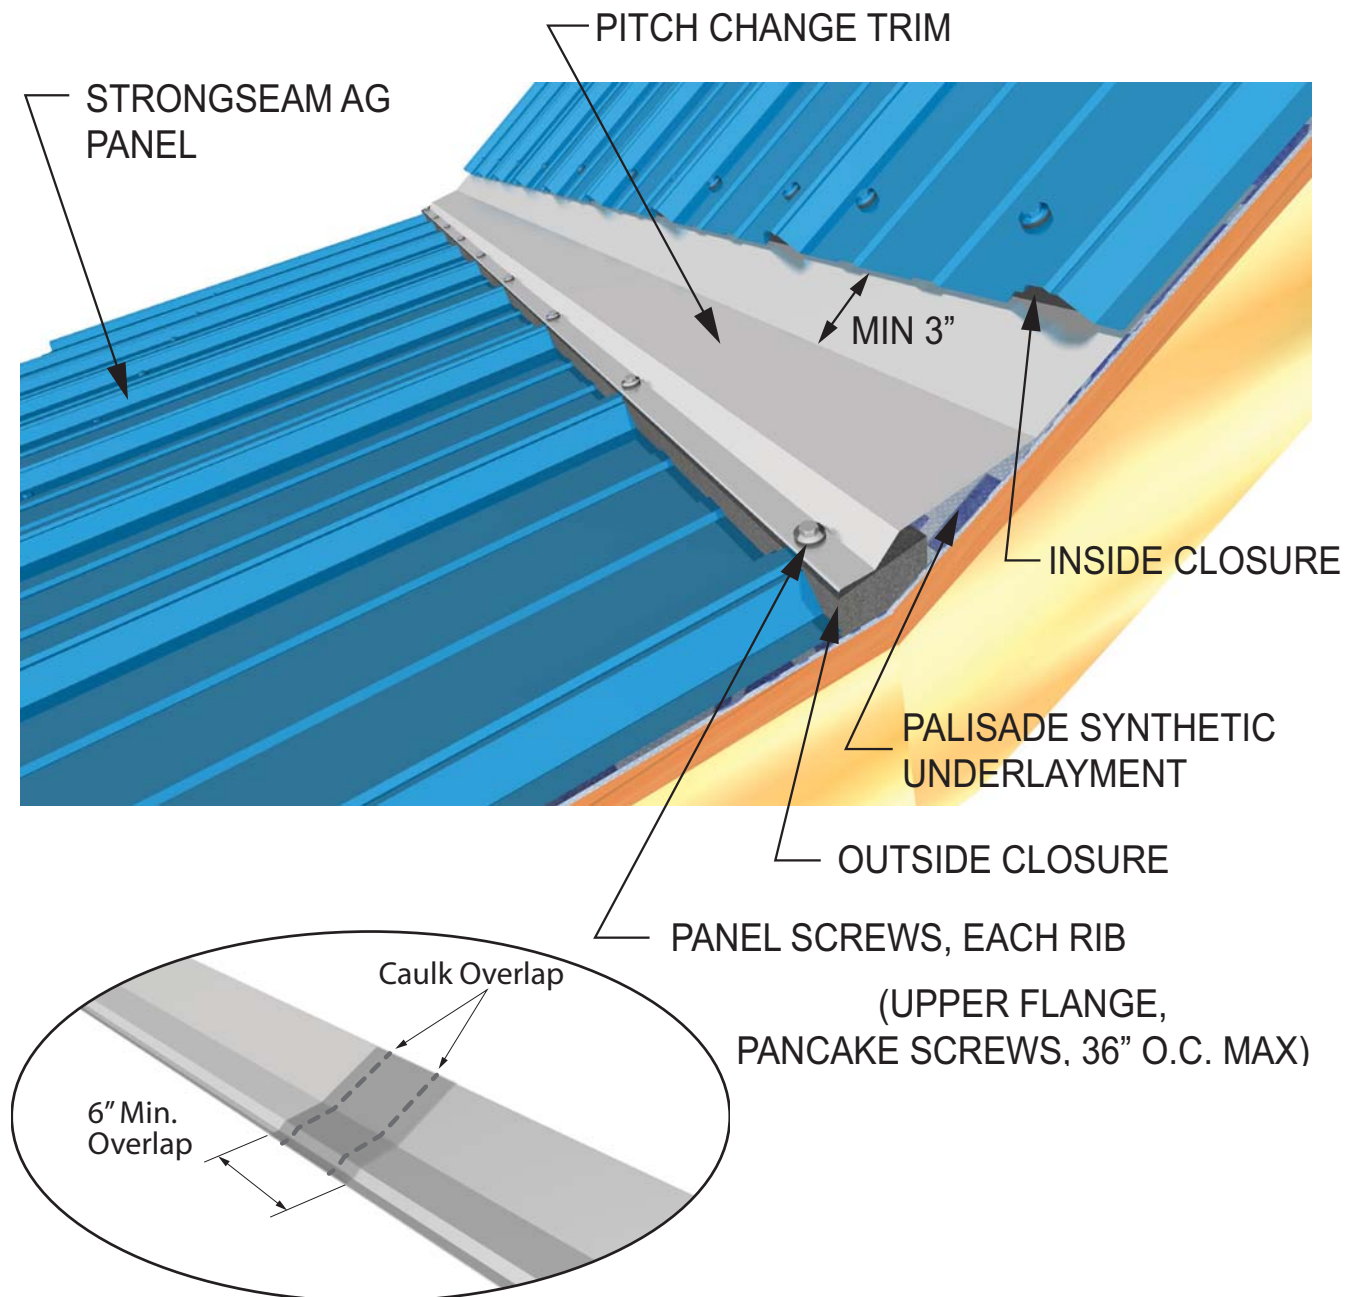 PITCH CHANGE TRIM
STRONGSEAM AG
PANEL
MIN 3”
INSIDE CLOSURE
PALISADE SYNTHETIC
UNDERLAYMENT
OUTSIDE CLOSURE
PANEL SCREWS, EACH RIB
(UPPER FLANGE,
PANCAKE SCREWS, 36” O.C. MAX)
Caulk Overlap
6” Min.
Overlap